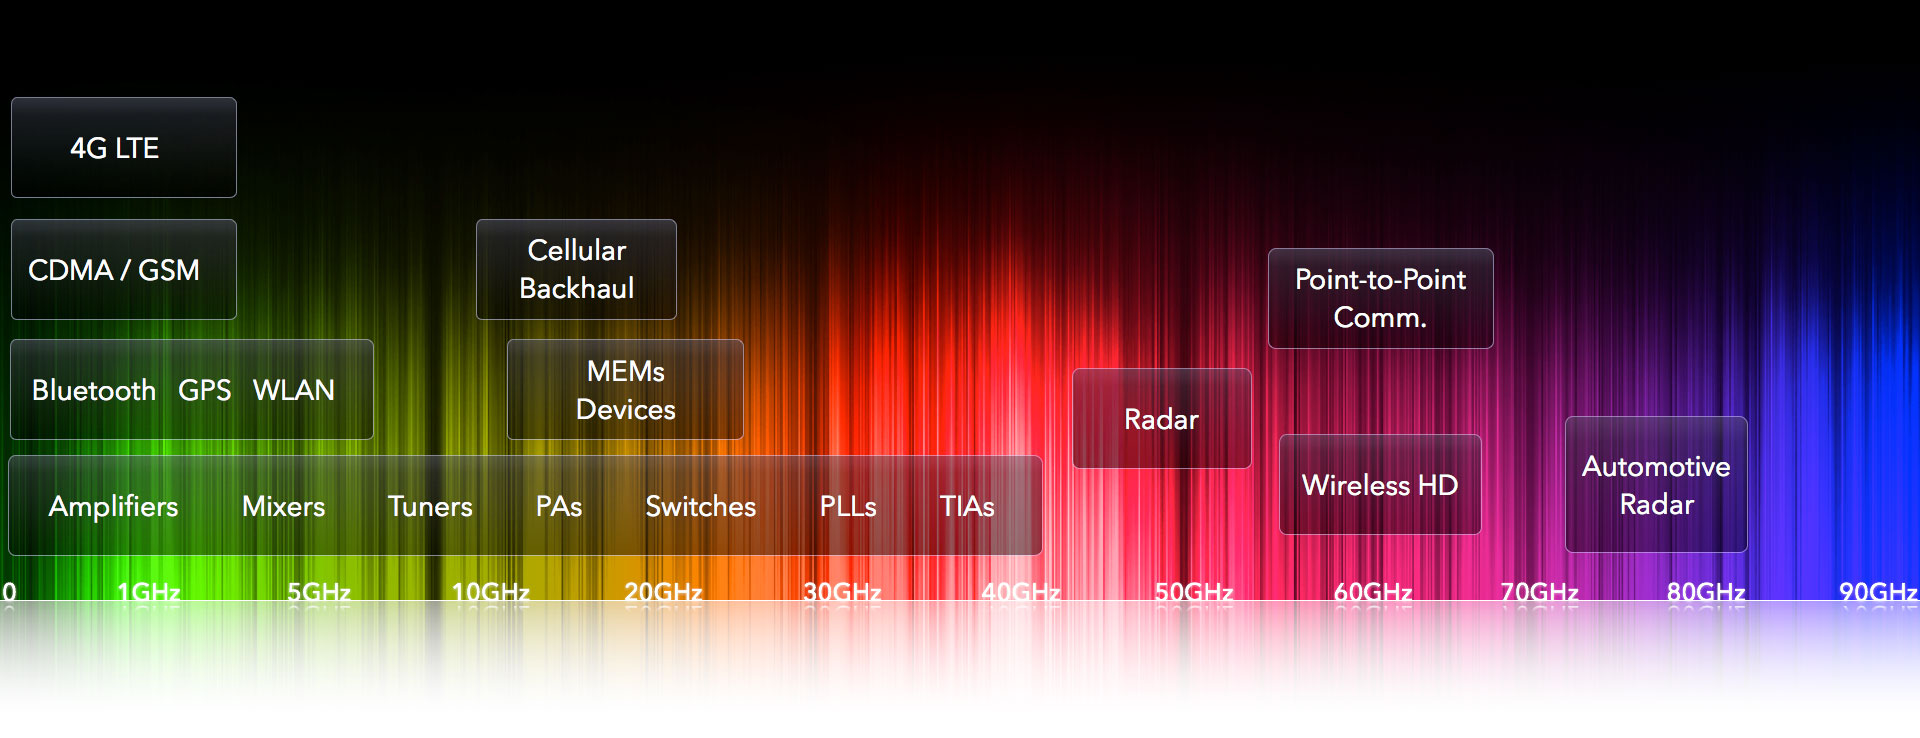 4G LTE
CDMA / GSM
Cellular
Backhaul
Point-to-Point
Comm.
Bluetooth GPS WLAN
MEMs
Devices
Radar
Wireless HD
Automotive
Radar
Amplifiers Mixers Tuners PAs Switches PLLs TIAs
0 1GHz 5GHz 10GHz 20GHz 30GHz 40GHz 50GHz 60GHz 70GHz 80GHz 90GHz